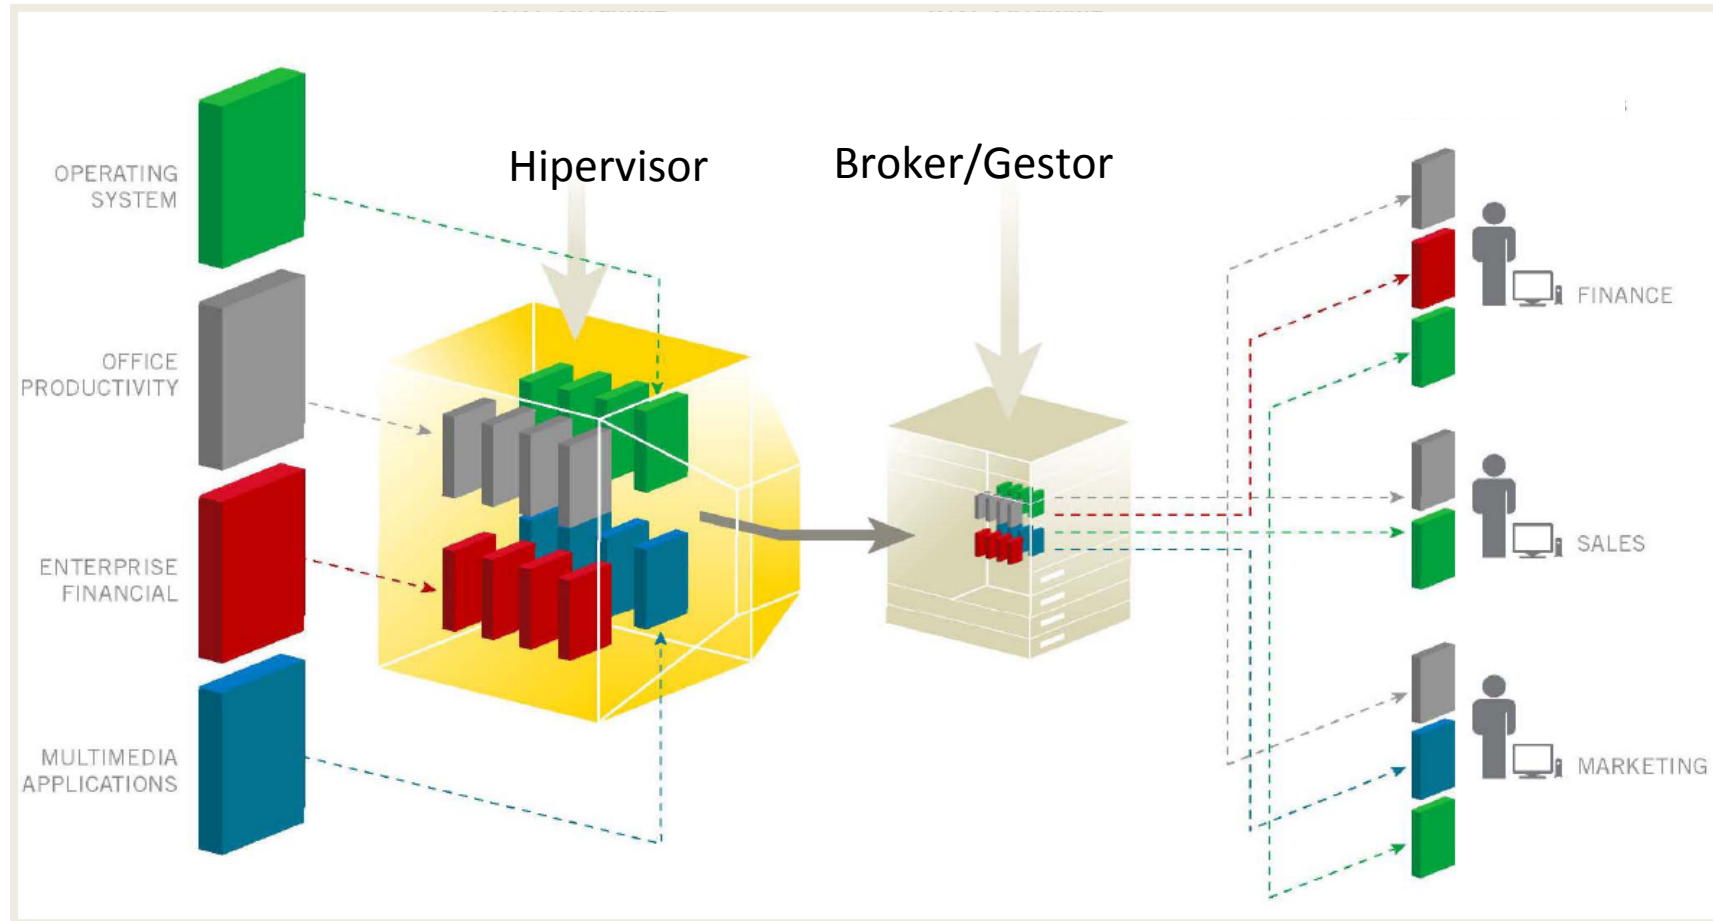 Hipervisor
Broker/Gestor
OPERATING
SYSTEM
OFFICE
PRODUCTIVITY
ENTERPRISE
FINANCIAL
MULTIMEDIA
APPLICATIONS
FINANCE
SALES
MARKETING